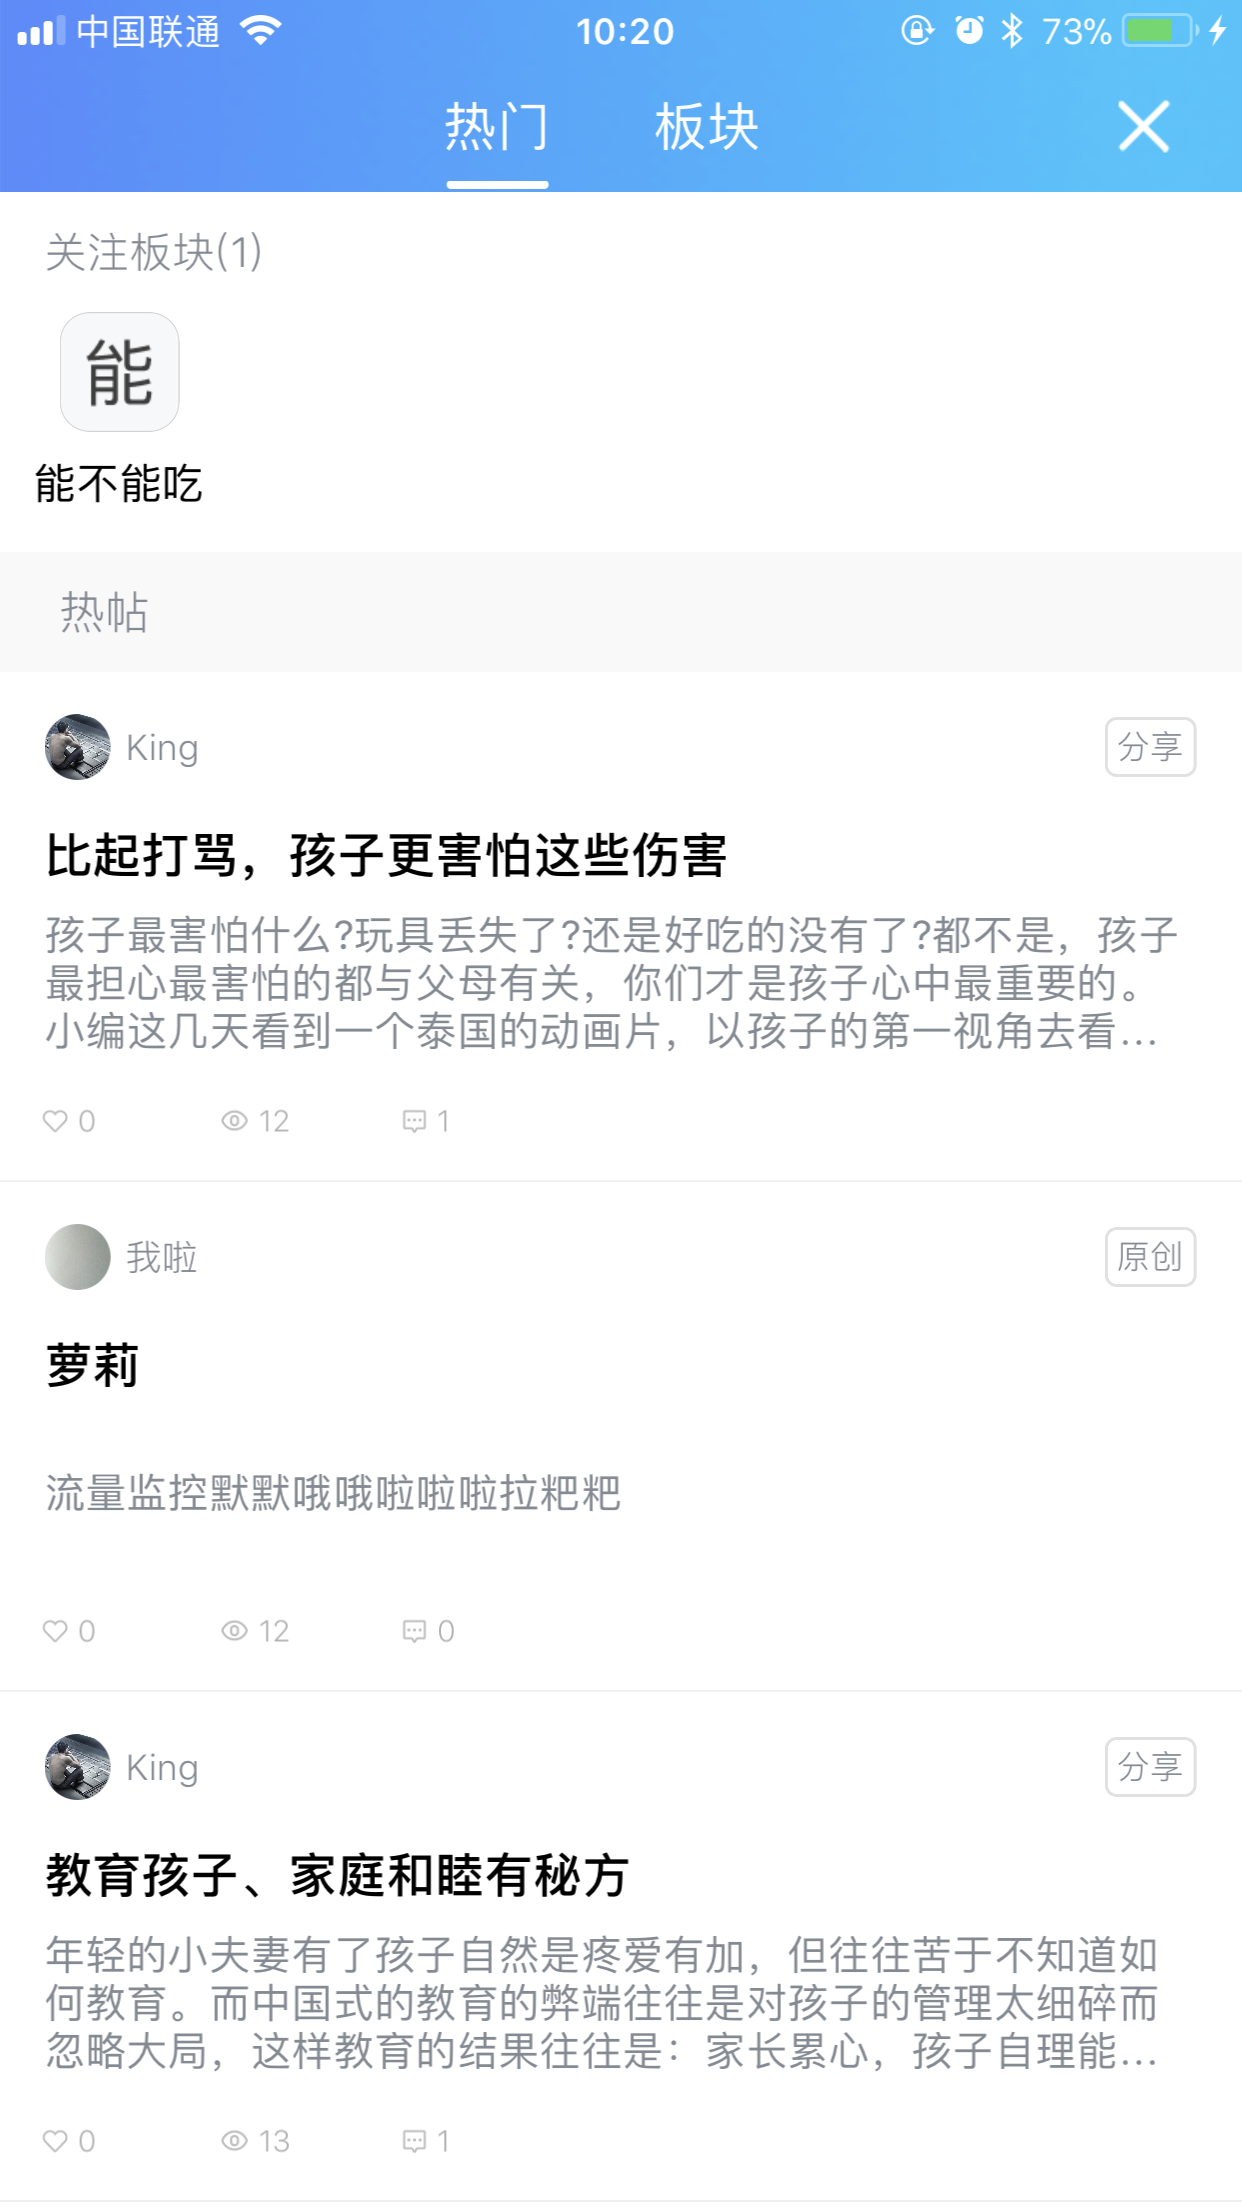 中国联通 10:20 73%
热门 板块
关注板块(1)
能
能不能吃
热帖
King 分享
比起打骂，孩子更害怕这些伤害
孩子最害怕什么?玩具丢失了?还是好吃的没有了?都不是，孩子
最担心最害怕的都与父母有关，你们才是孩子心中最重要的。
小编这几天看到一个泰国的动画片，以孩子的第一视角去看...
0 12 1
我啦 原创
萝莉
流量监控默默哦哦啦啦啦拉粑粑
0 12 0
King 分享
教育孩子、家庭和睦有秘方
年轻的小夫妻有了孩子自然是疼爱有加，但往往苦于不知道如
何教育。而中国式的教育的弊端往往是对孩子的管理太细碎而
忽略大局，这样教育的结果往往是：家长累心，孩子自理能...
0 13 1